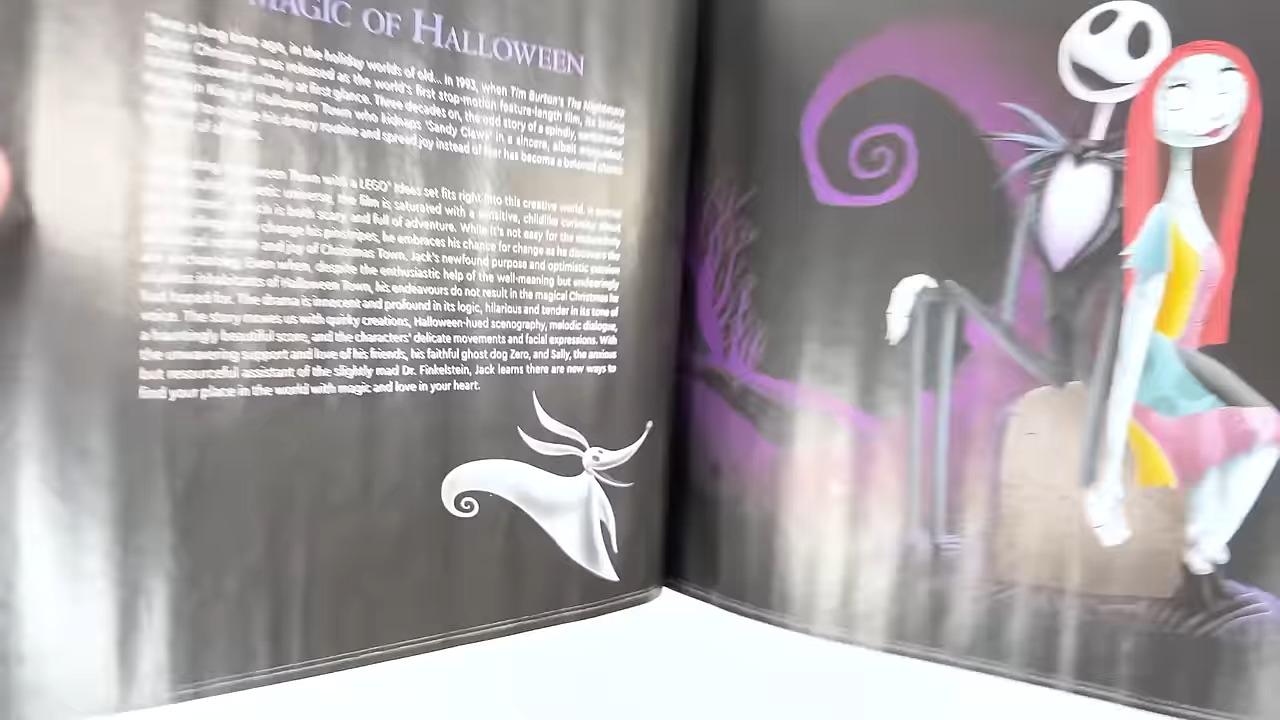 MAGIC OF HALLOWEEN
'Twas a long time ago, in the holiday worlds of old... In 1993, when Tim Burton's The Nightmare
Before Christmas was released as the world's first stop-motion feature-length film, its
seemed unlikely at first glance. Three decades on, the odd story of a spindly,
Pumpkin King of Halloween Town who kidnaps 'Sandy Claws' in a sincere, albeit
to escape his dreary routine and spread joy instead of fear has become a beloved
of
Halloween Town with a LEGO® Ideas set fits right into this creative world.
universe, the film is saturated with a sensitive, childlike curiosity about
which is both scary and full of adventure. While it's not easy for the
change his pinstripes, he embraces his chance for change as he discovers the
and joy of Christmas Town. Jack's newfound purpose and optimistic
are enchanting. Even when, despite the enthusiastic help of the well-meaning but
inhabitants of Halloween Town, his endeavours do not result in the magical Christmas he
had hoped for. The drama is innocent and profound in its logic, hilarious and tender in its tone of
voice. The story moves us with quirky creations, Halloween-hued scenography, melodic dialogue,
a hauntingly beautiful score, and the characters' delicate movements and facial expressions. With
the unwavering support and love of his friends, his faithful ghost dog Zero, and Sally, the anxious
but resourceful assistant of the slightly mad Dr. Finkelstein, Jack learns there are new ways to
find your place in the world with magic and love in your heart.